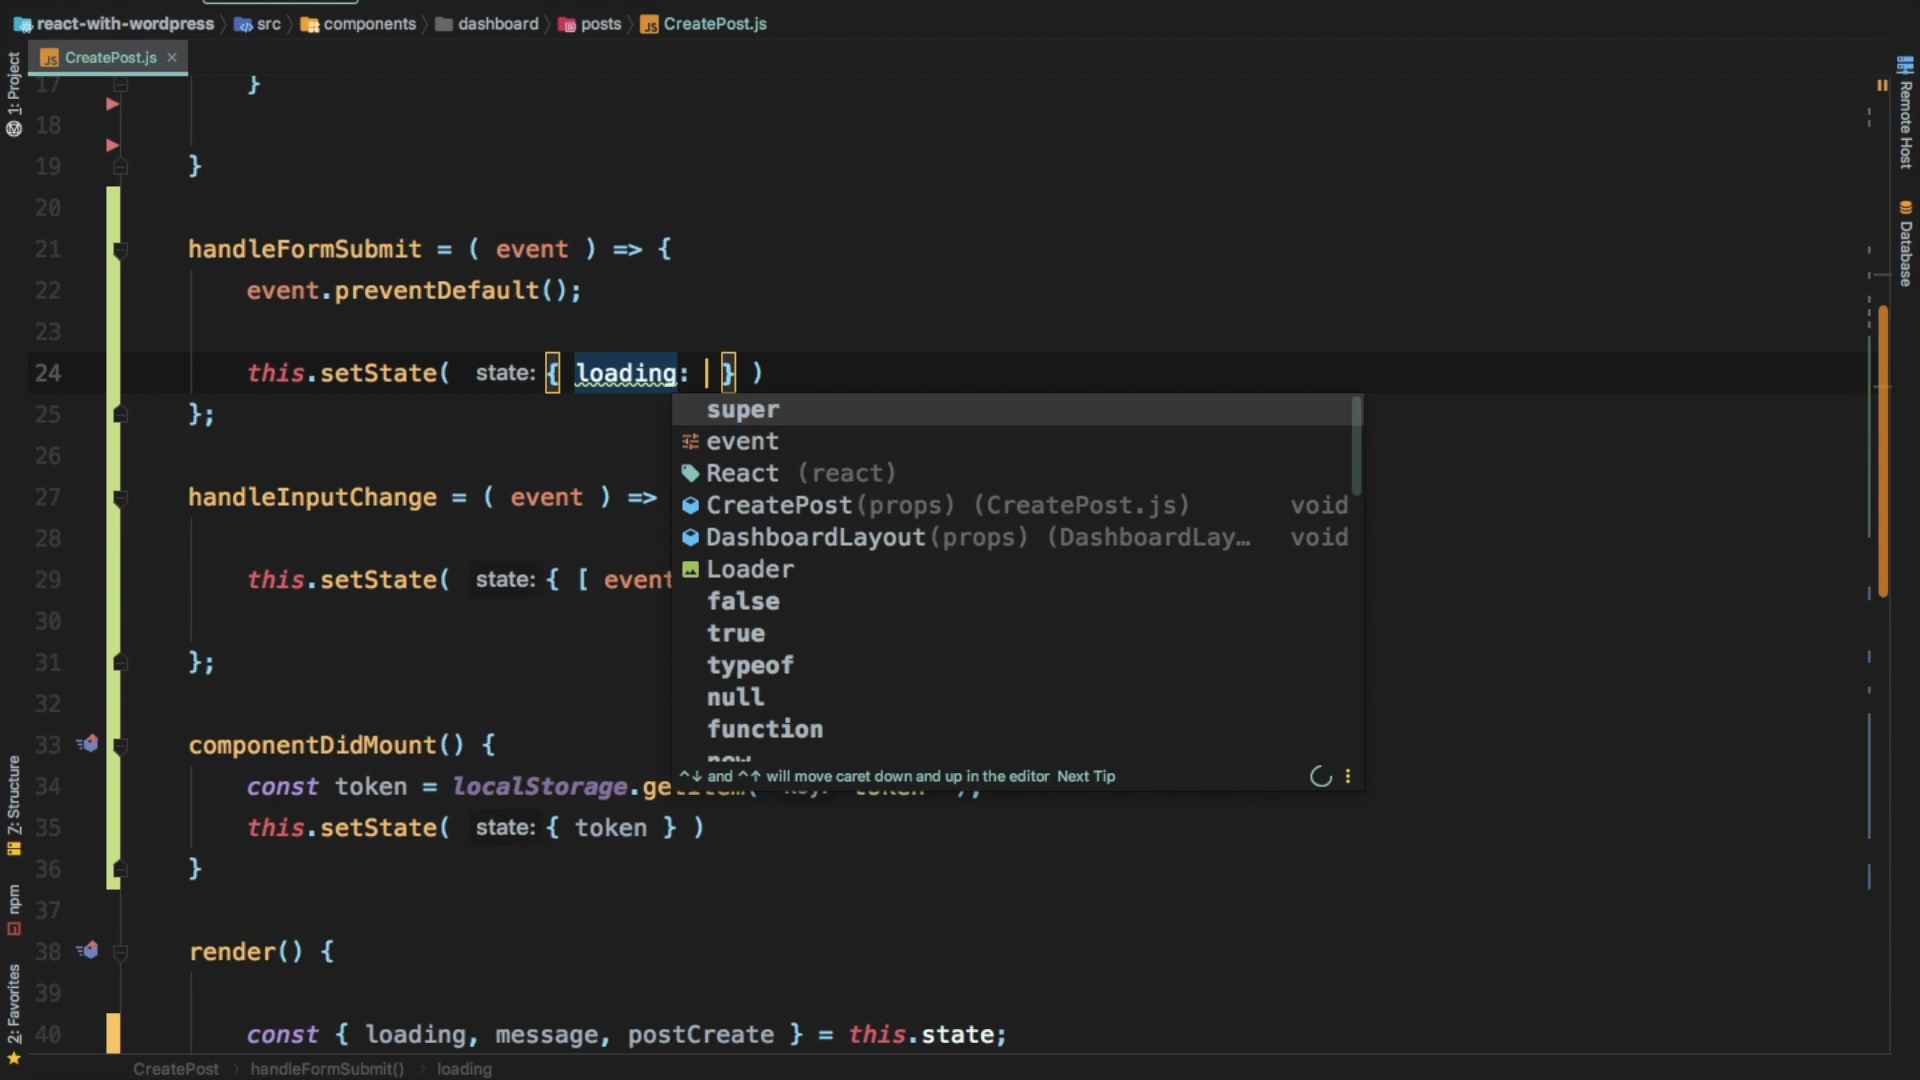 react-with-wordpress src components dashboard posts JS CreatePost.js
JS CreatePost.js ×
1: Project
Z: Structure
npm
2: Favorites
Remote Host
Database
17 }
18
19 }
20
21 handleFormSubmit = ( event ) => {
22 event.preventDefault();
23
24 this.setState( state: { loading: } )
25 };
26
27 handleInputChange = ( event ) =>
28
29 this.setState( state: { [ event
30
31 };
32
33 componentDidMount() {
34 const token = localStorage.getItem(
35 this.setState( state: { token } )
36 }
37
38 render() {
39
40 const { loading, message, postCreate } = this.state;
super
event
React (react)
CreatePost(props) (CreatePost.js) void
DashboardLayout(props) (DashboardLay… void
Loader
false
true
typeof
null
function
^↓ and ^↑ will move caret down and up in the editor Next Tip
CreatePost › handleFormSubmit() › loading